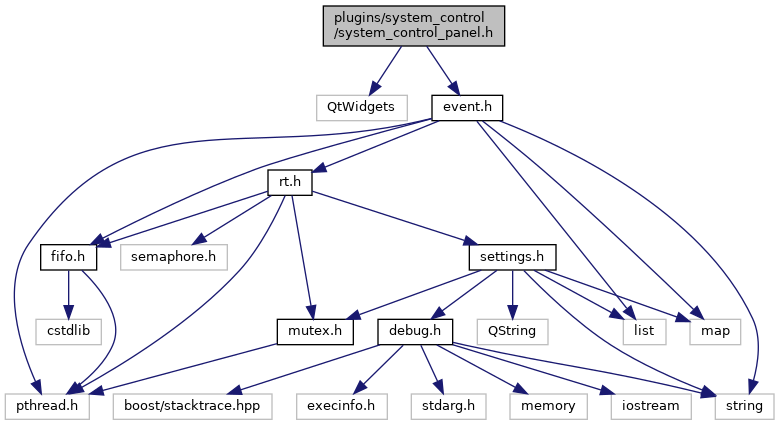 plugins/system_control
/system_control_panel.h
QtWidgets
event.h
rt.h
fifo.h
semaphore.h
settings.h
cstdlib
mutex.h
debug.h
QString
list
map
pthread.h
boost/stacktrace.hpp
execinfo.h
stdarg.h
memory
iostream
string